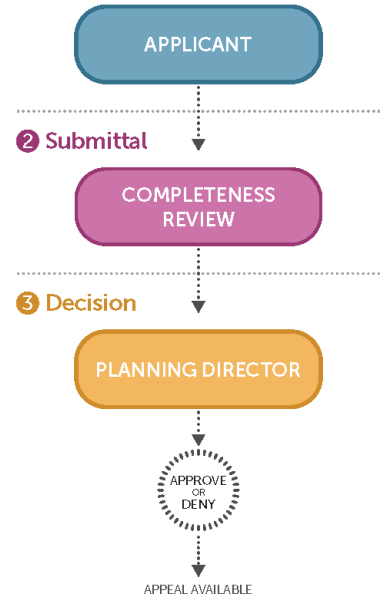 APPLICANT
2 Submittal
COMPLETENESS
REVIEW
3 Decision
PLANNING DIRECTOR
APPROVE
OR
DENY
APPEAL AVAILABLE